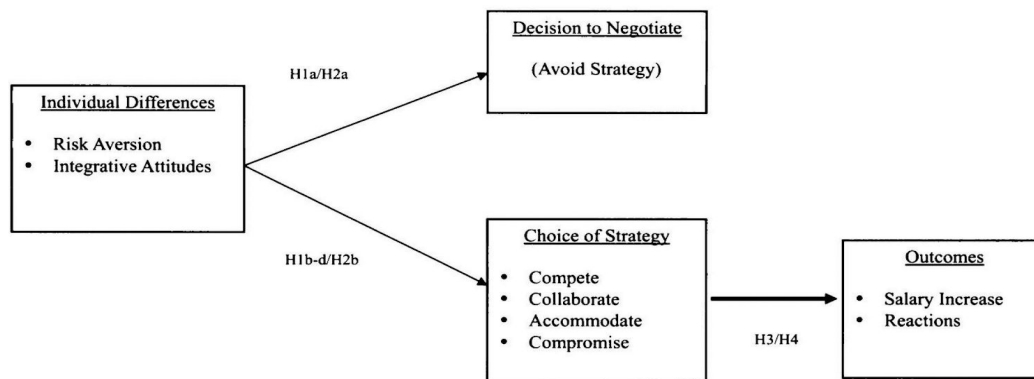 Decision to Negotiate
(Avoid Strategy)
H1a/H2a
Individual Differences
• Risk Aversion
• Integrative Attitudes
H1b-d/H2b
Choice of Strategy
• Compete
• Collaborate
• Accommodate
• Compromise
H3/H4
Outcomes
• Salary Increase
• Reactions